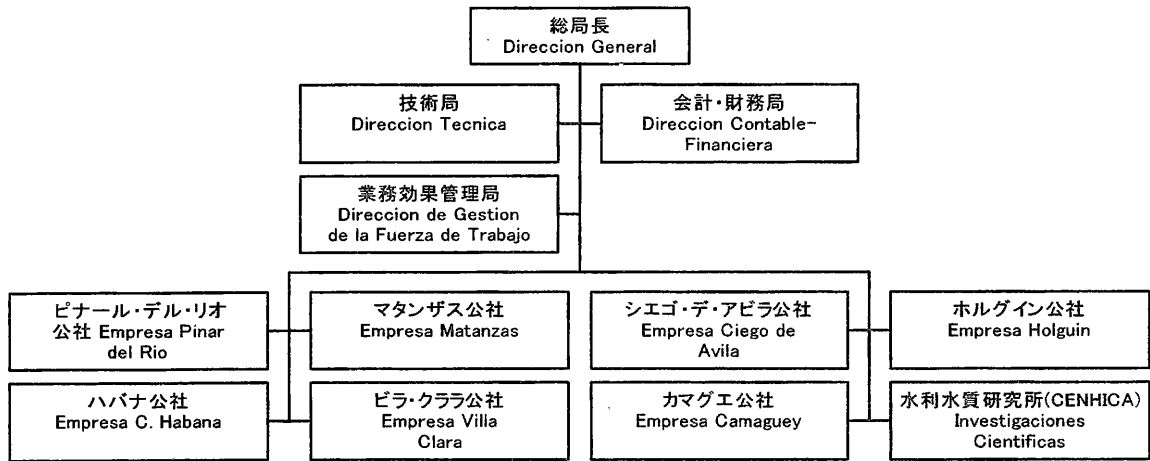 総局長
Direccion General
技術局
Direccion Tecnica
会計・財務局
Direccion Contable-
Financiera
業務効果管理局
Direccion de Gestion
de la Fuerza de Trabajo
ピナール・デル・リオ
公社 Empresa Pinar
del Rio
マタンザス公社
Empresa Matanzas
シエゴ・デ・アビラ公社
Empresa Ciego de
Avila
ホルグイン公社
Empresa Holguin
ハバナ公社
Empresa C. Habana
ビラ・クララ公社
Empresa Villa
Clara
カマグエ公社
Empresa Camaguey
水利水質研究所(CENHICA)
Investigaciones
Cientificas